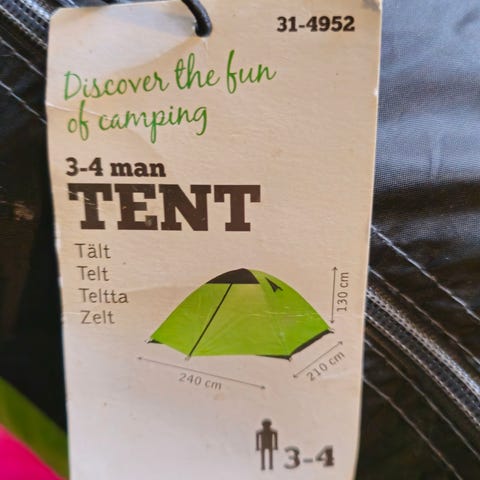 31-4952
Discover the fun
of camping
3-4 man
TENT
Tält
Telt
Teltta
Zelt
130 cm
240 cm
210 cm
3-4